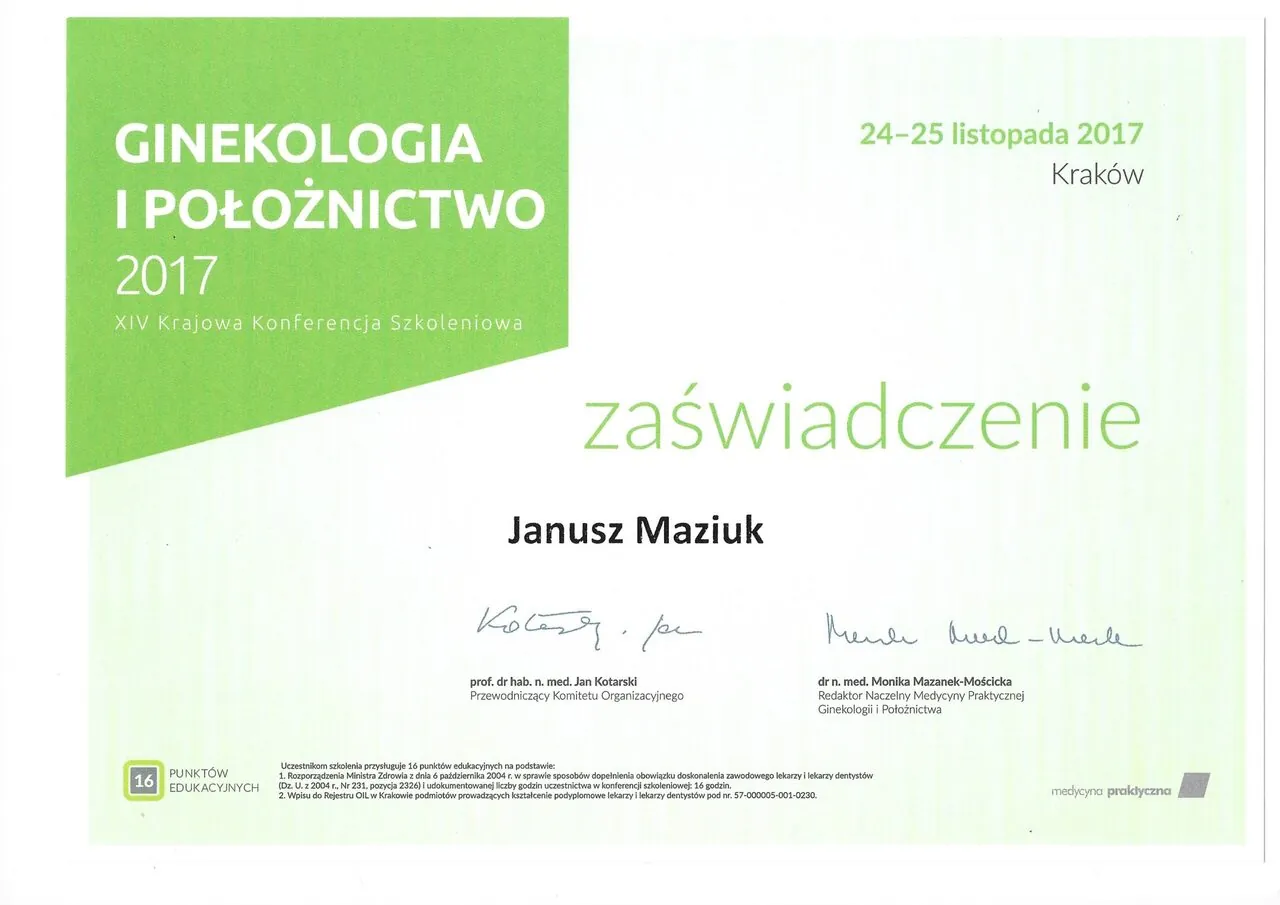 GINEKOLOGIA
I POŁOŻNICTWO
2017
XIV Krajowa Konferencja Szkoleniowa
24–25 listopada 2017
Kraków
zaświadczenie
Janusz Maziuk
prof. dr hab. n. med. Jan Kotarski
Przewodniczący Komitetu Organizacyjnego
dr n. med. Monika Mazanek-Mościcka
Redaktor Naczelny Medycyny Praktycznej
Ginekologii i Położnictwa
16
PUNKTÓW
EDUKACYJNYCH
Uczestnikom szkolenia przysługuje 16 punktów edukacyjnych na podstawie:
1. Rozporządzenia Ministra Zdrowia z dnia 6 października 2004 r. w sprawie sposobów dopełnienia obowiązku doskonalenia zawodowego lekarzy i lekarzy dentystów
(Dz. U. z 2004 r., Nr 231, pozycja 2326) i udokumentowanej liczby godzin uczestnictwa w konferencji szkoleniowej: 16 godzin.
2. Wpisu do Rejestru OIL w Krakowie podmiotów prowadzących kształcenie podyplomowe lekarzy i lekarzy dentystów pod nr. 57-000005-001-0230.
medycyna praktyczna